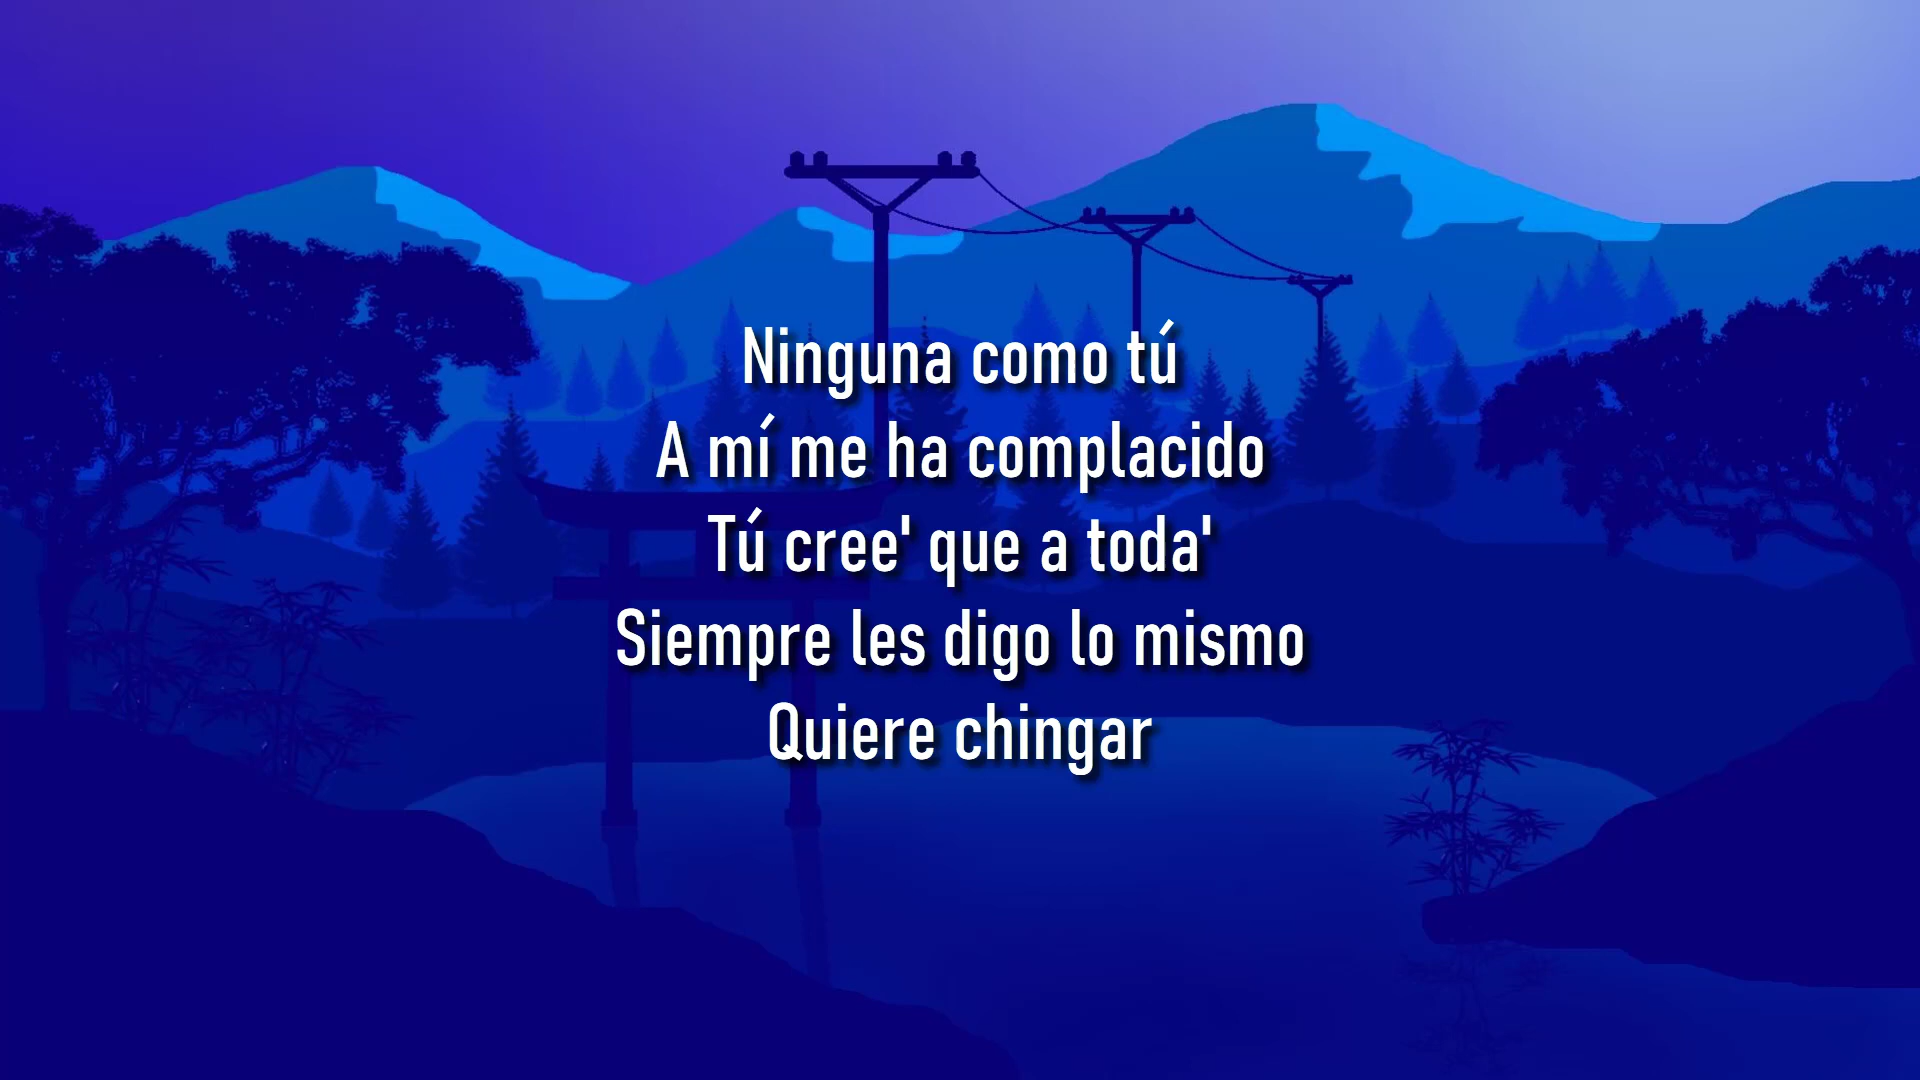 Ninguna como tú
A mí me ha complacido
Tú cree' que a toda'
Siempre les digo lo mismo
Quiere chingar